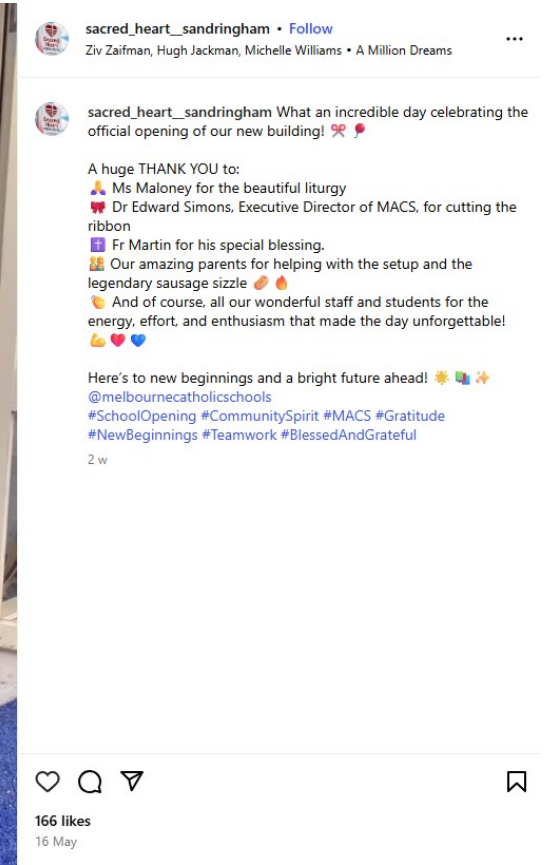 sacred_heart__sandringham • Follow
Ziv Zaifman, Hugh Jackman, Michelle Williams • A Million Dreams
sacred_heart__sandringham What an incredible day celebrating the
official opening of our new building! ✂️🎈
A huge THANK YOU to:
🙏 Ms Maloney for the beautiful liturgy
🎀 Dr Edward Simons, Executive Director of MACS, for cutting the
ribbon
✝️ Fr Martin for his special blessing.
👨‍👩‍👧‍👦 Our amazing parents for helping with the setup and the
legendary sausage sizzle 🌭🔥
👏 And of course, all our wonderful staff and students for the
energy, effort, and enthusiasm that made the day unforgettable!
💪❤️💙
Here’s to new beginnings and a bright future ahead! 🌟📚✨
@melbournecatholicschools
#SchoolOpening #CommunitySpirit #MACS #Gratitude
#NewBeginnings #Teamwork #BlessedAndGrateful
2 w
166 likes
16 May